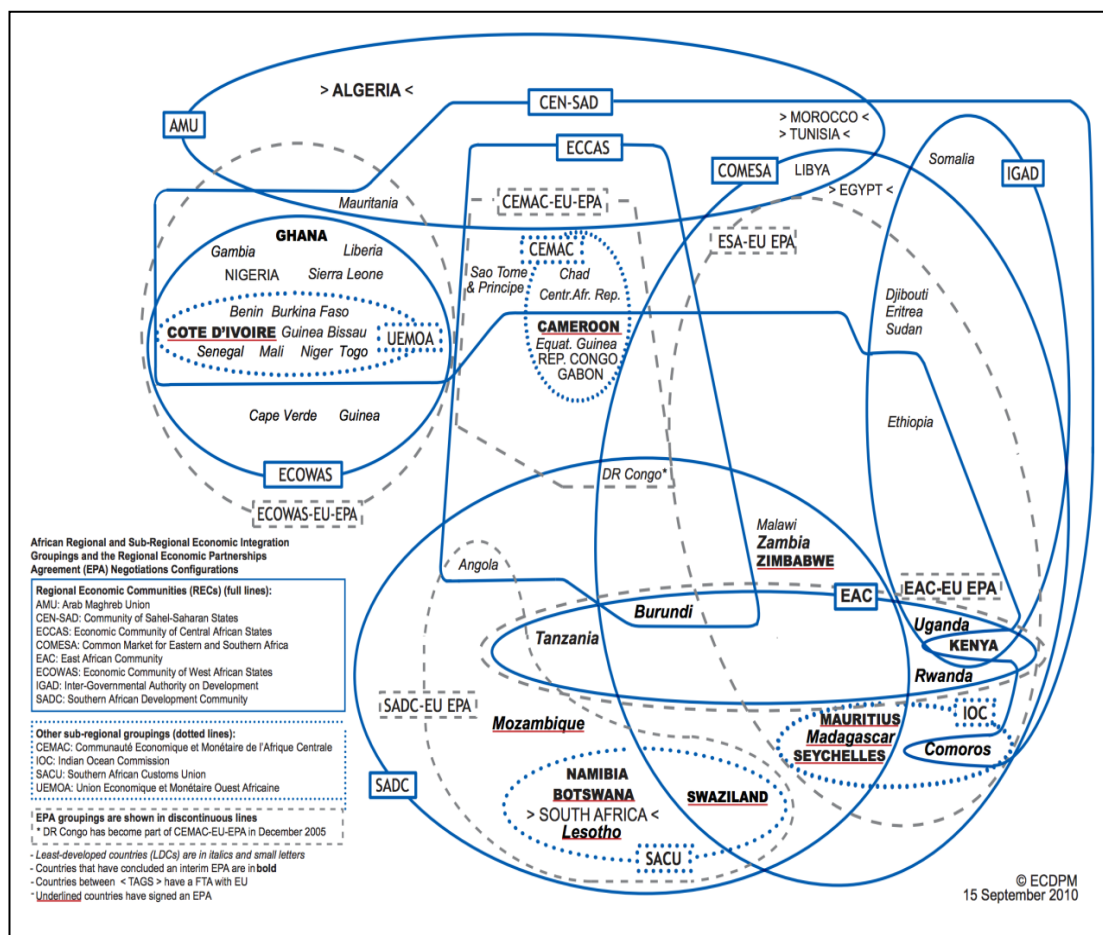 > ALGERIA <
CEN-SAD
AMU
> MOROCCO <
> TUNISIA <
ECCAS
COMESA
LIBYA
Somalia
IGAD
> EGYPT <
Mauritania
CEMAC-EU-EPA
ESA-EU EPA
GHANA
Gambia
Liberia
CEMAC
NIGERIA
Sierra Leone
Sao Tome
& Principe
Chad
Centr.Afr. Rep.
Benin Burkina Faso
COTE D'IVOIRE
Guinea Bissau
UEMOA
Senegal Mali Niger Togo
CAMEROON
Equat. Guinea
REP. CONGO
GABON
Djibouti
Eritrea
Sudan
Cape Verde
Guinea
Ethiopia
ECOWAS
DR Congo*
ECOWAS-EU-EPA
Malawi
Zambia
ZIMBABWE
Angola
EAC
EAC-EU EPA
Burundi
Uganda
Tanzania
KENYA
Rwanda
SADC-EU EPA
Mozambique
MAURITIUS
Madagascar
SEYCHELLES
IOC
Comoros
SADC
NAMIBIA
BOTSWANA
SWAZILAND
> SOUTH AFRICA <
Lesotho
SACU
African Regional and Sub-Regional Economic Integration
Groupings and the Regional Economic Partnerships
Agreement (EPA) Negotiations Configurations
Regional Economic Communities (RECs) (full lines):
AMU: Arab Maghreb Union
CEN-SAD: Community of Sahel-Saharan States
ECCAS: Economic Community of Central African States
COMESA: Common Market for Eastern and Southern Africa
EAC: East African Community
ECOWAS: Economic Community of West African States
IGAD: Inter-Governmental Authority on Development
SADC: Southern African Development Community
Other sub-regional groupings (dotted lines):
CEMAC: Communauté Economique et Monétaire de l'Afique Centrale
IOC: Indian Ocean Commission
SACU: Southern African Customs Union
UEMOA: Union Economique et Monétaire Ouest Africaine
EPA groupings are shown in discontinuous lines
* DR Congo has become part of CEMAC-EU-EPA in December 2005
- Least-developed countries (LDCs) are in italics and small letters
- Countries that have concluded an interim EPA are in bold
- Countries between < TAGS > have a FTA with EU
- Underlined countries have signed an EPA
© ECDPM
15 September 2010